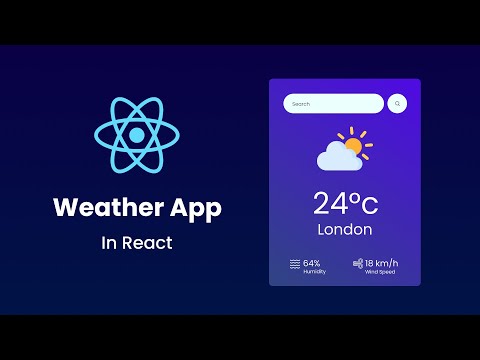 Weather App
In React
Search
24°c
London
64%
Humidity
18 km/h
Wind Speed